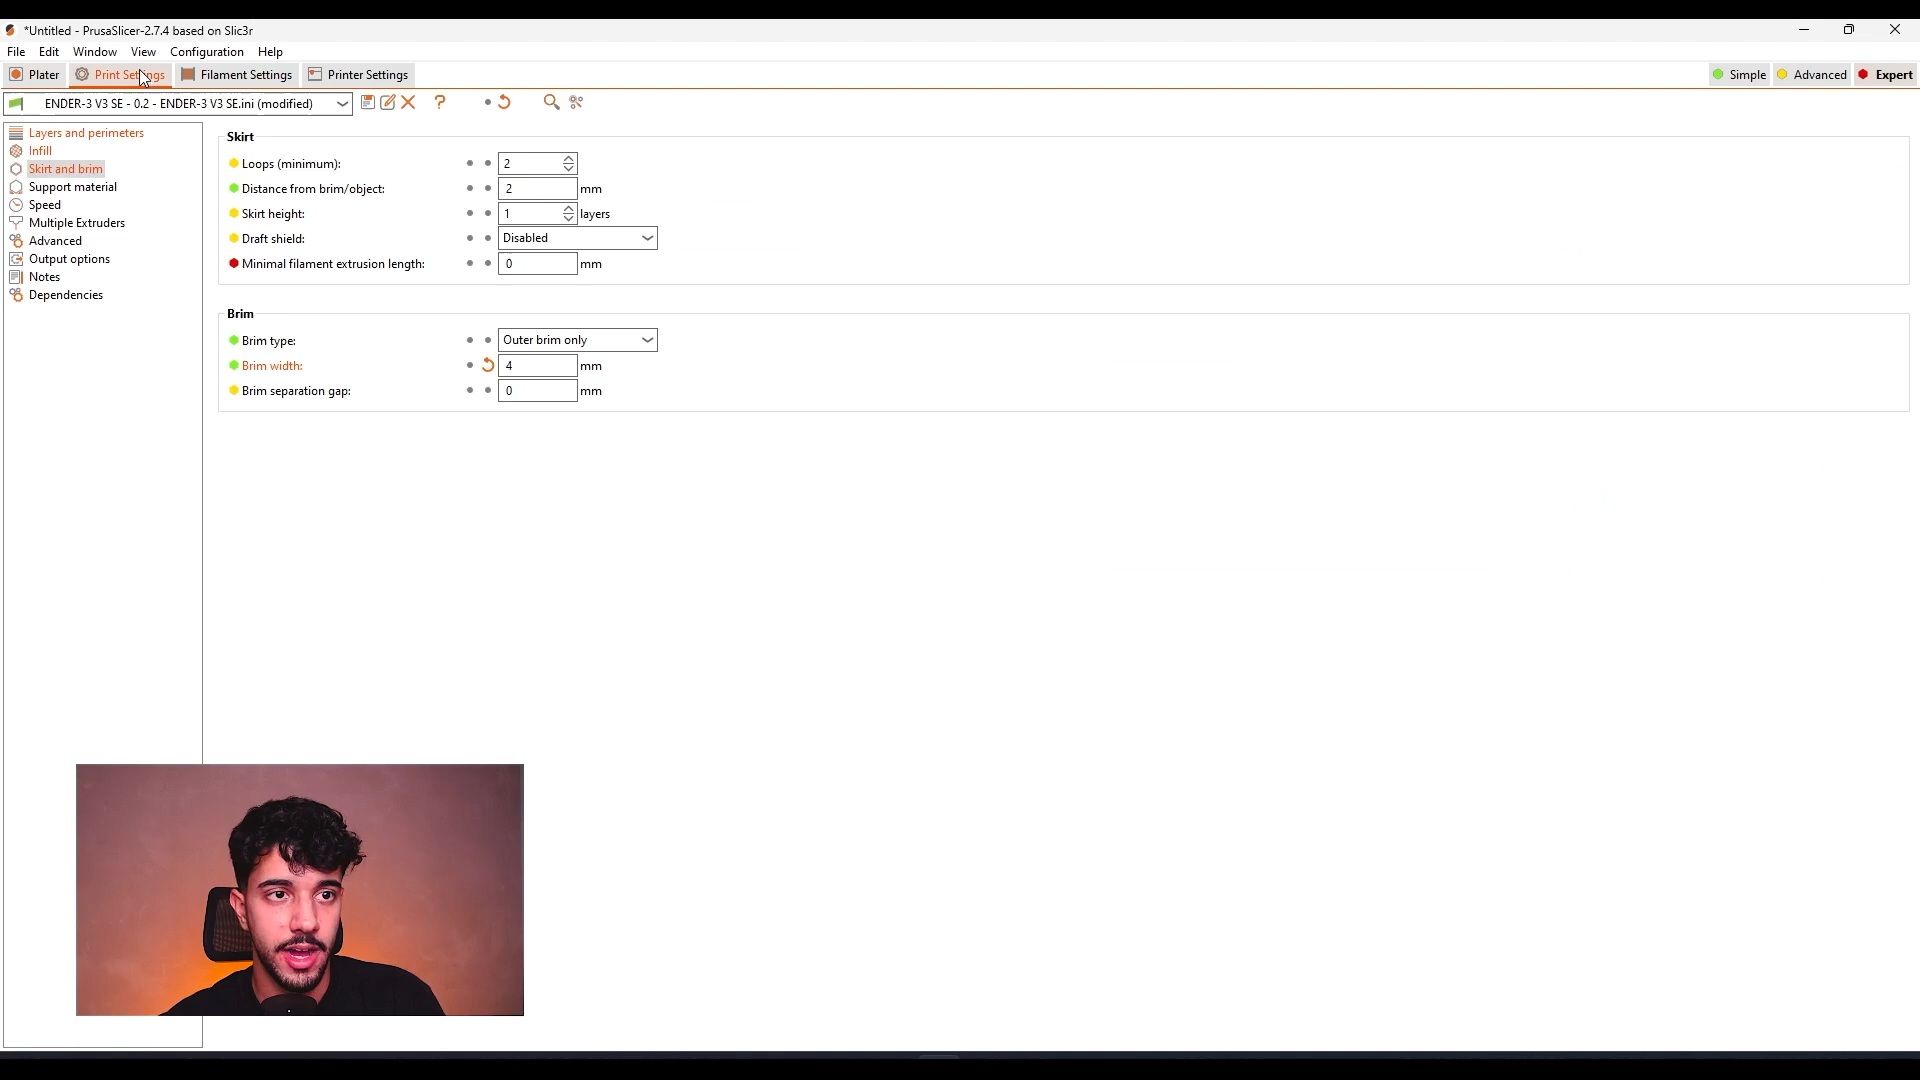 *Untitled - PrusaSlicer-2.7.4 based on Slic3r
File Edit Window View Configuration Help
Plater Print Settings Filament Settings Printer Settings Simple Advanced Expert
ENDER-3 V3 SE - 0.2 - ENDER-3 V3 SE.ini (modified) ?
Layers and perimeters
Infill
Skirt and brim
Support material
Speed
Multiple Extruders
Advanced
Output options
Notes
Dependencies
Skirt
Loops (minimum): 2
Distance from brim/object: 2 mm
Skirt height: 1 layers
Draft shield: Disabled
Minimal filament extrusion length: 0 mm
Brim
Brim type: Outer brim only
Brim width: 4 mm
Brim separation gap: 0 mm